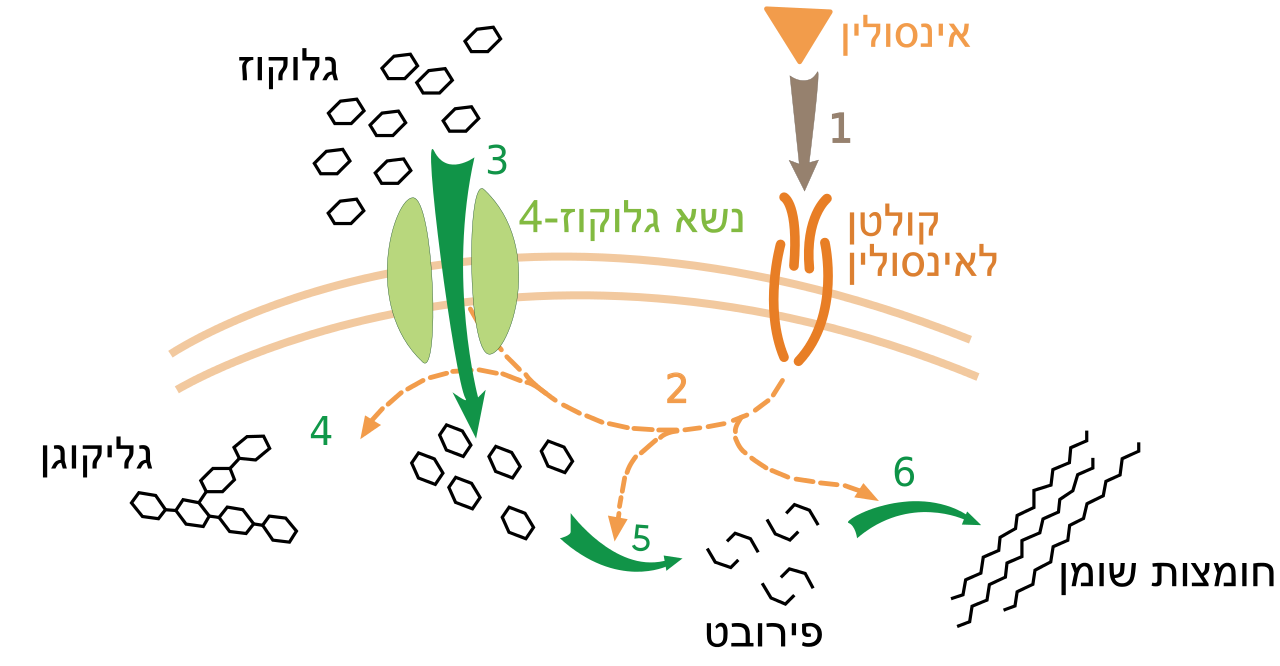 אינסולין
גלוקוז
1
3
נשא גלוקוז-4
קולטן
לאינסולין
2
4
גליקוגן
6
5
חומצות שומן
פירובט